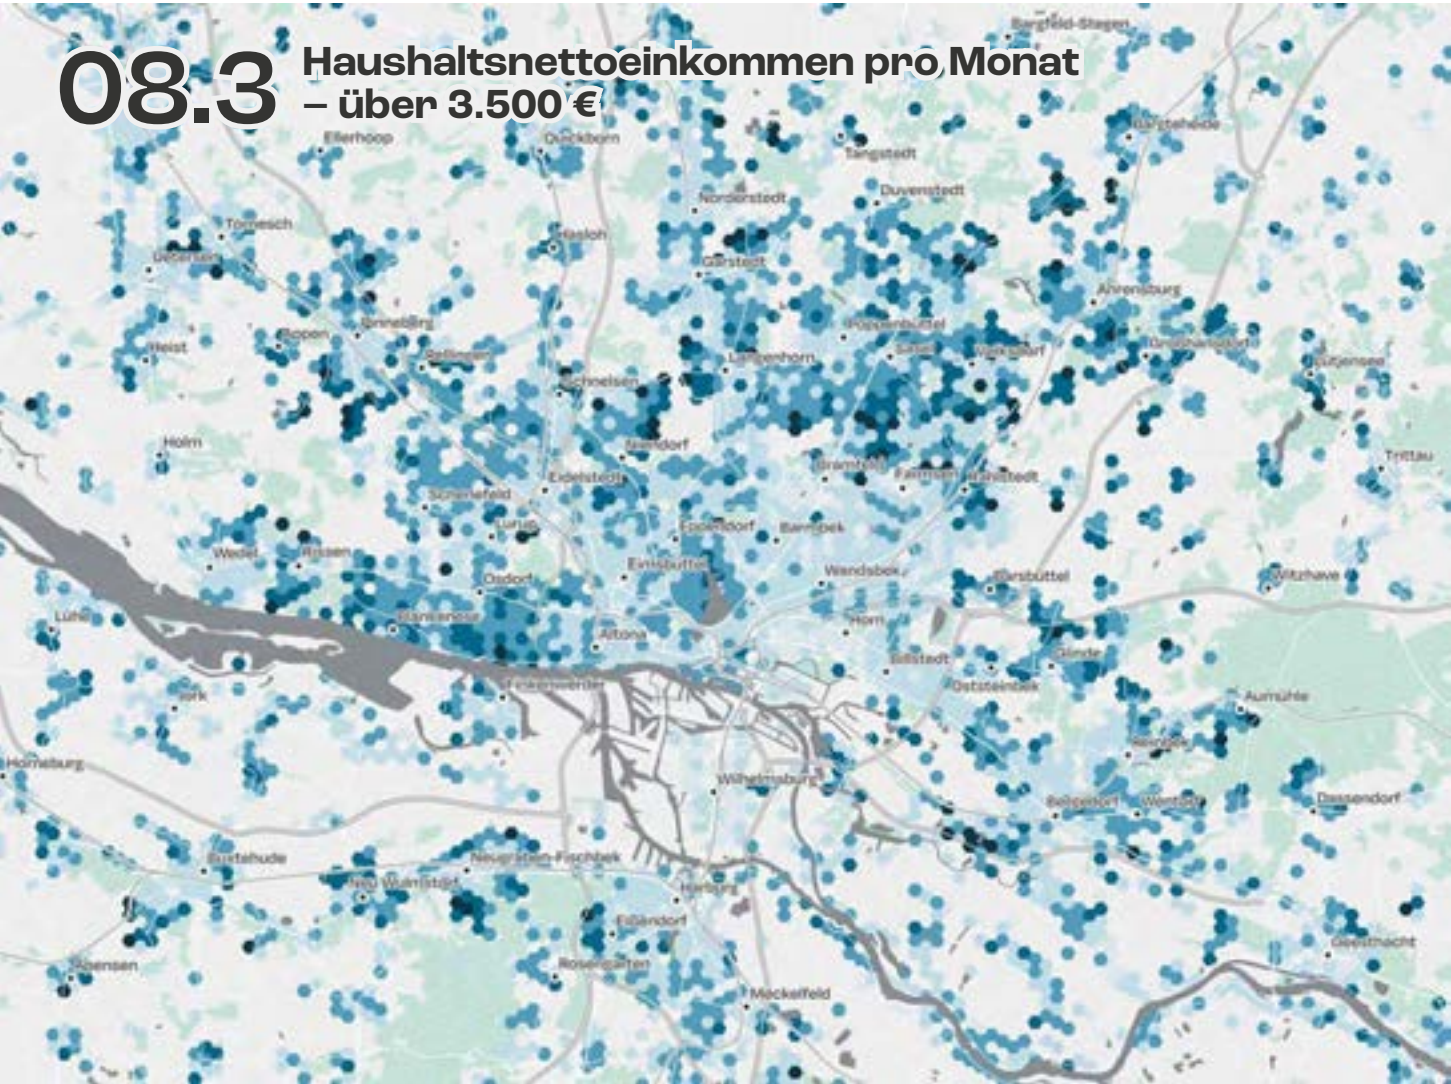 08.3
Haushaltsnettoeinkommen pro Monat
– über 3.500 €
Bargfeld-Stegen
Ellerhoop
Quickborn
Bargteheide
Tangstedt
Duvenstedt
Norderstedt
Tornesch
Hasloh
Uetersen
Garstedt
Ahrensburg
Pinneberg
Poppenbüttel
Appen
Heist
Rellingen
Langenhorn
Sasel
Volksdorf
Großhansdorf
Lütjensee
Schnelsen
Holm
Niendorf
Trittau
Bramfeld
Farmsen
Rahlstedt
Eidelstedt
Schenefeld
Lurup
Eppendorf
Barmbek
Wedel
Rissen
Eimsbüttel
Wandsbek
Osdorf
Barsbüttel
Witzhave
Lühe
Blankenese
Altona
Horn
Billstedt
Glinde
Finkenwerder
Oststeinbek
Jork
Aumühle
Reinbek
Horneburg
Wilhelmsburg
Bergedorf
Wentorf
Dassendorf
Buxtehude
Neugraben-Fischbek
Neu Wulmstorf
Harburg
Eißendorf
Geesthacht
Apensen
Rosengarten
Meckelfeld